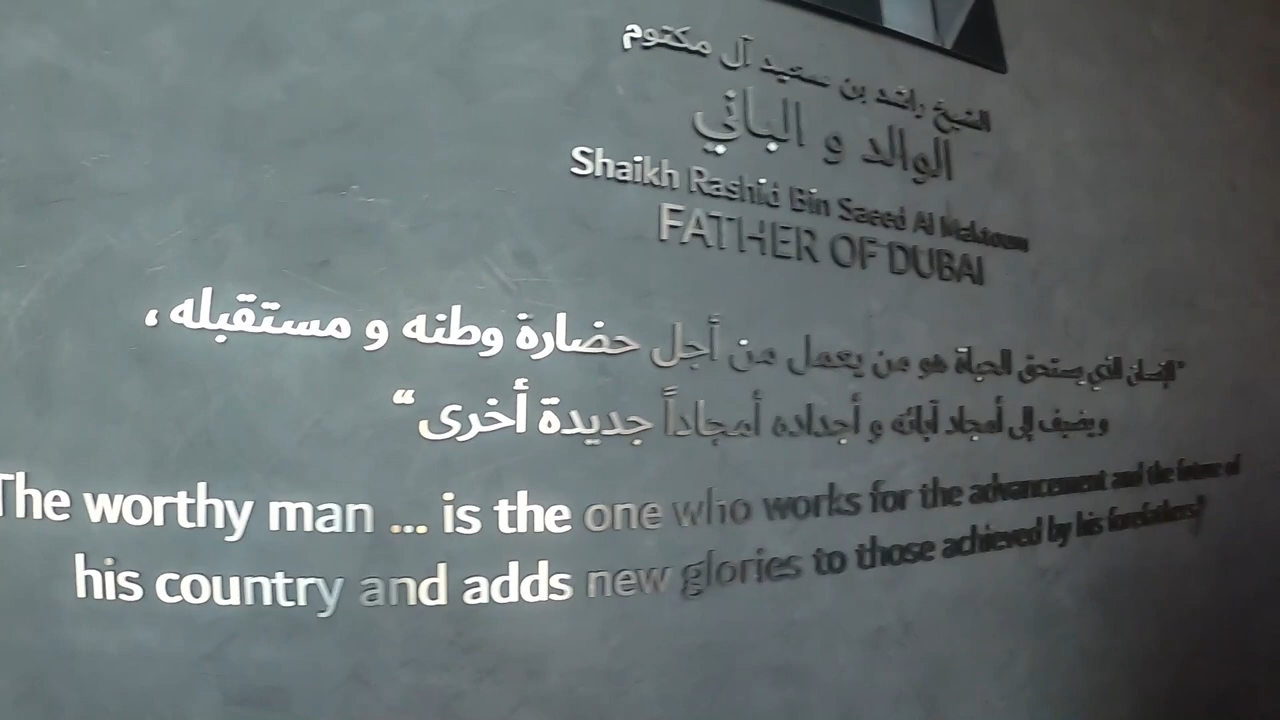 الشيخ راشد بن سعيد آل مكتوم
الوالد و الباني
Shaikh Rashid Bin Saeed Al Maktoum
FATHER OF DUBAI
"الإنسان الذي يستحق الحياة هو من يعمل من أجل حضارة وطنه و مستقبله ،
ويضيف إلى أمجاد آبائه و أجداده أمجاداً جديدة أخرى“
The worthy man ... is the one who works for the advancement and the future of
his country and adds new glories to those achieved by his forefathers"